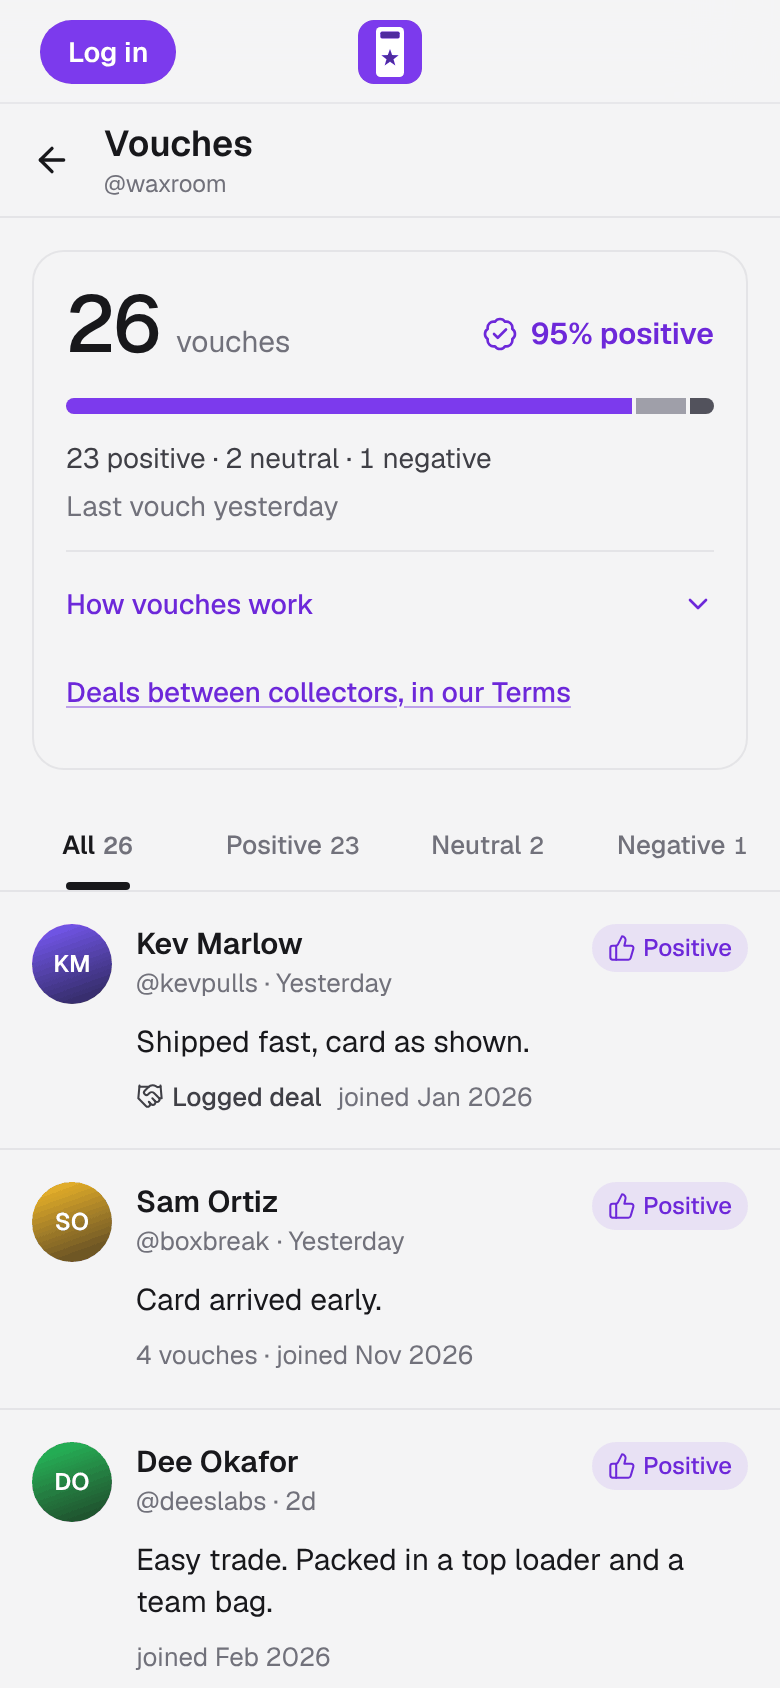 Log in
Vouches
@waxroom
26 vouches
95% positive
23 positive · 2 neutral · 1 negative
Last vouch yesterday
How vouches work
Deals between collectors, in our Terms
All 26
Positive 23
Neutral 2
Negative 1
KM
Kev Marlow
Positive
@kevpulls · Yesterday
Shipped fast, card as shown.
Logged deal joined Jan 2026
SO
Sam Ortiz
Positive
@boxbreak · Yesterday
Card arrived early.
4 vouches · joined Nov 2026
DO
Dee Okafor
Positive
@deeslabs · 2d
Easy trade. Packed in a top loader and a
team bag.
joined Feb 2026